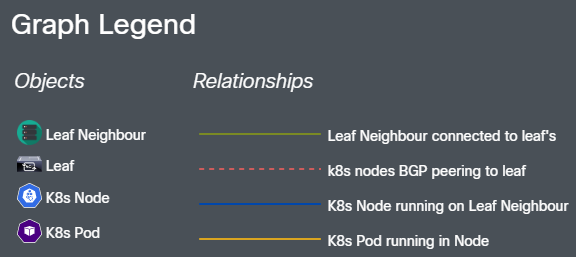 Graph Legend
Objects
Relationships
Leaf Neighbour
Leaf Neighbour connected to leaf's
Leaf
k8s nodes BGP peering to leaf
K8s Node
K8s Node running on Leaf Neighbour
K8s Pod
K8s Pod running in Node